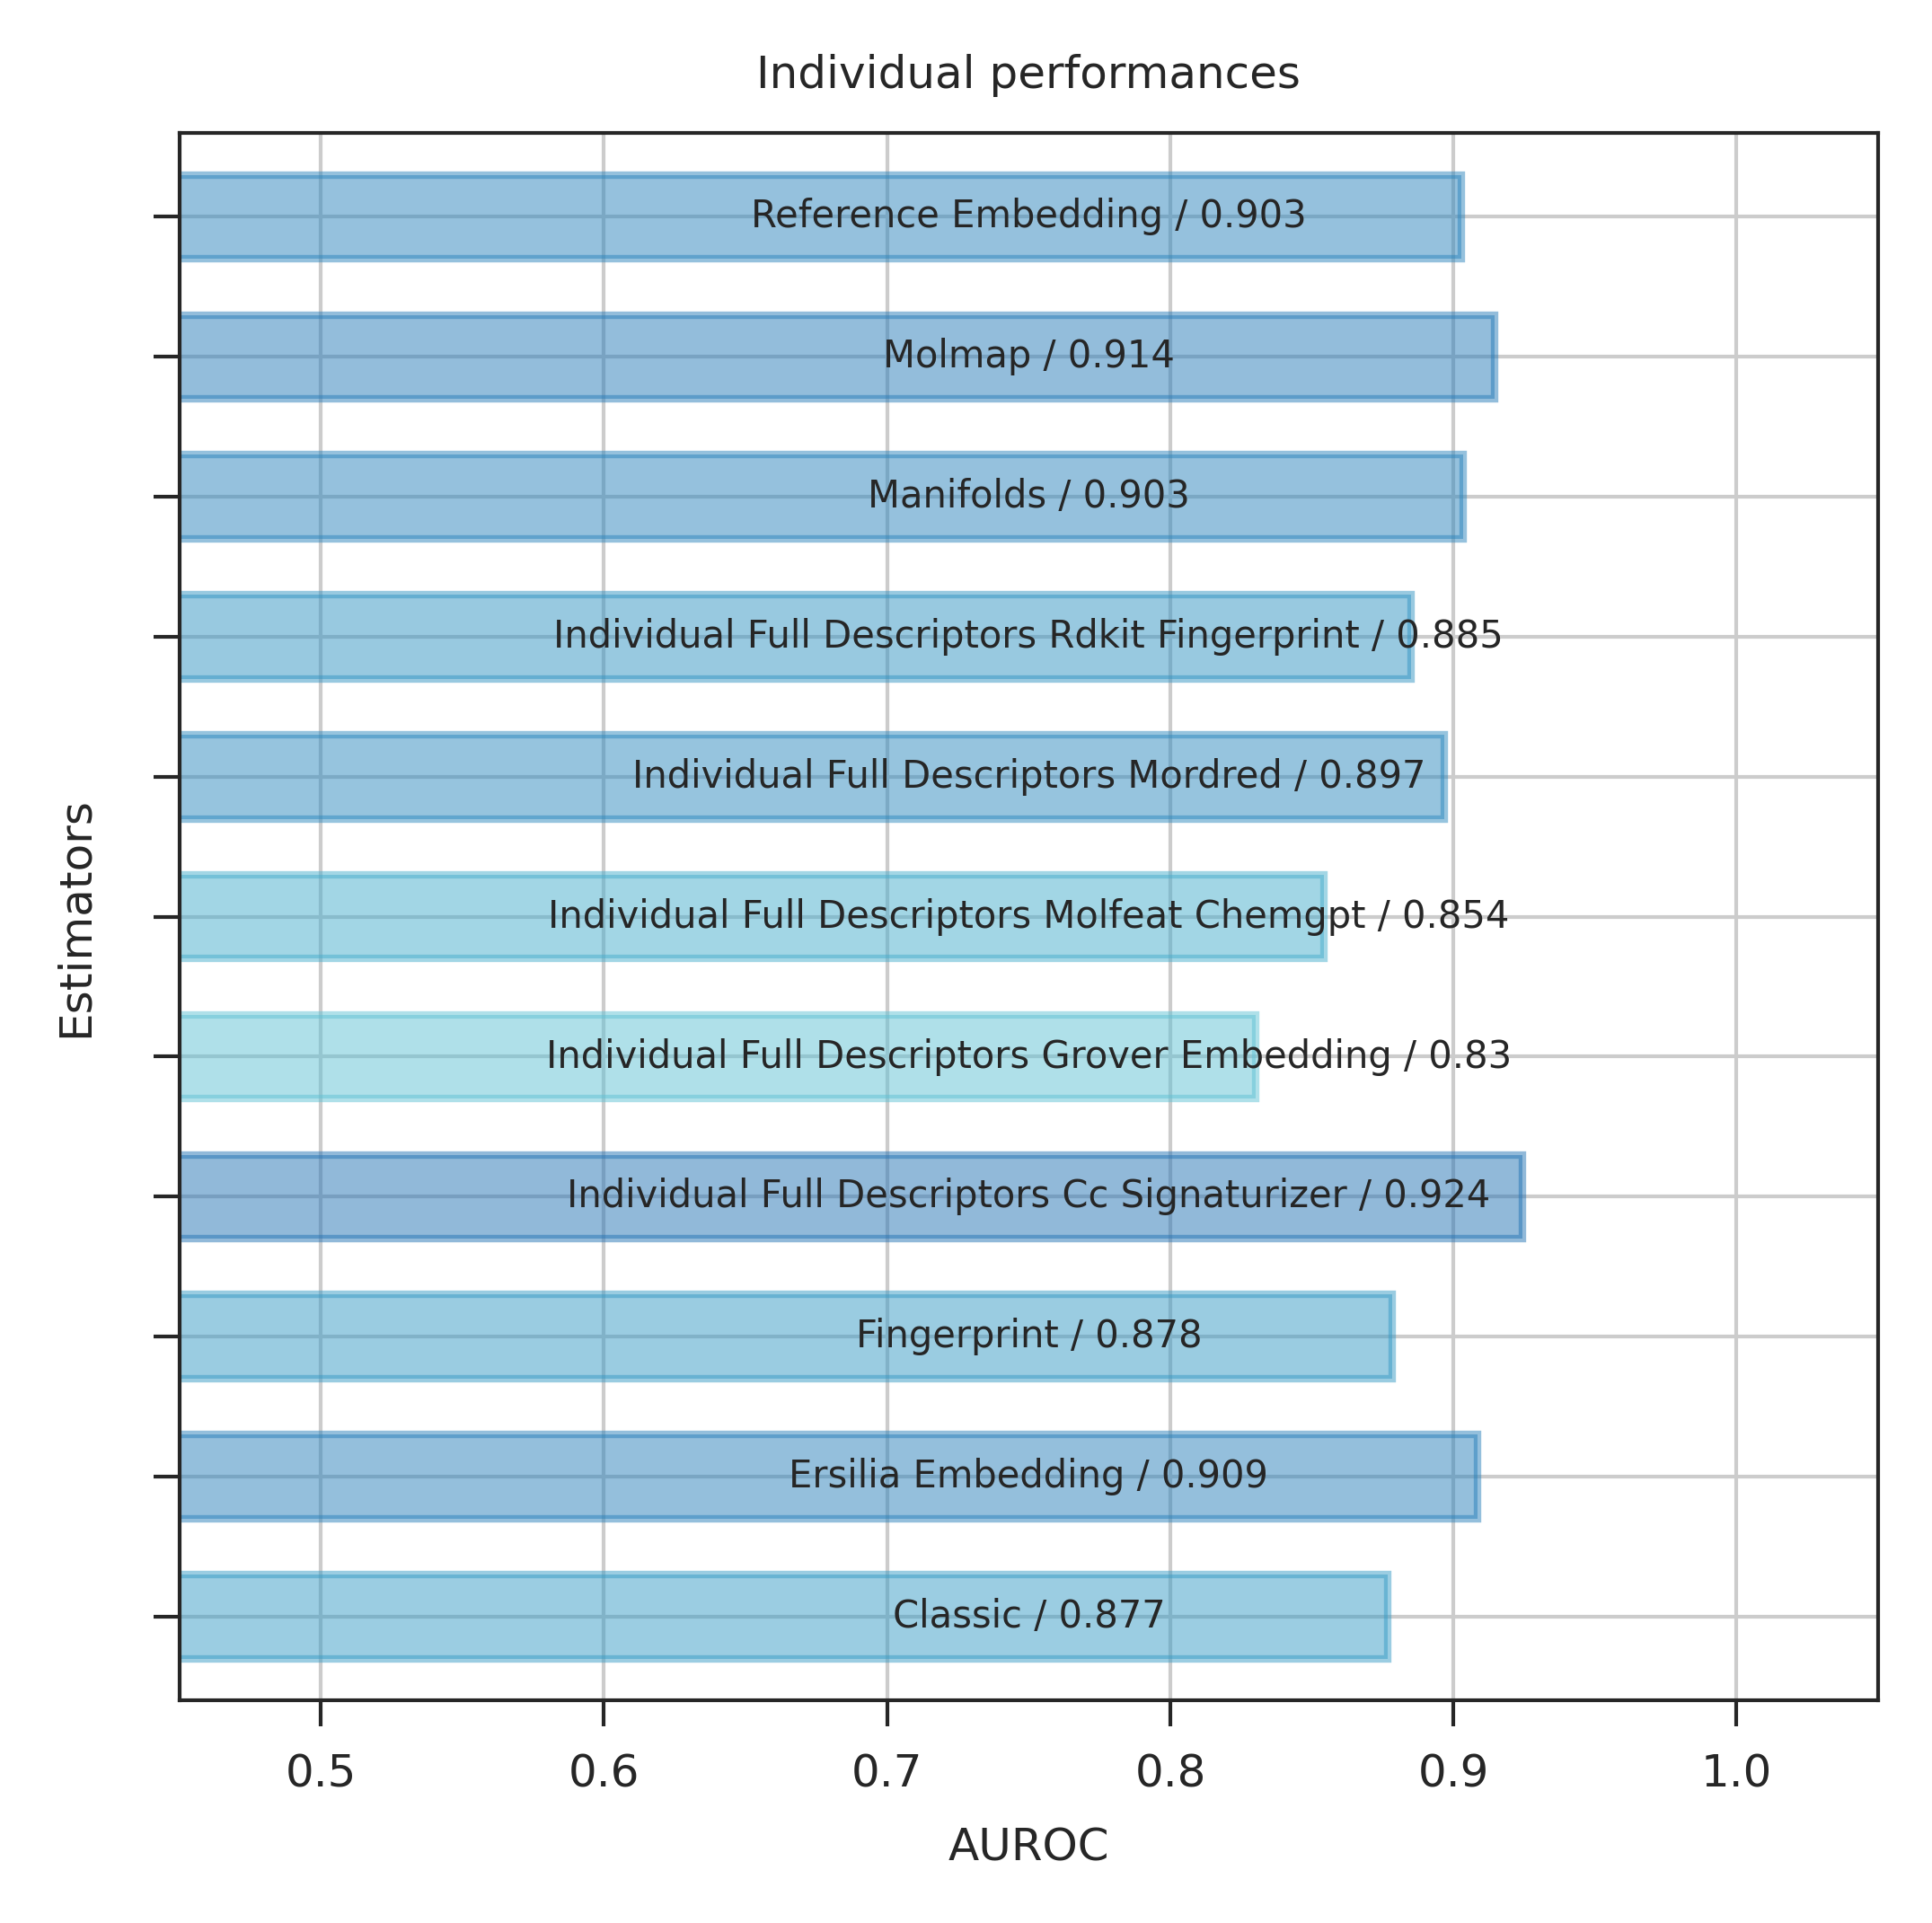 Individual performances
Reference Embedding / 0.903
Molmap / 0.914
Manifolds / 0.903
Individual Full Descriptors Rdkit Fingerprint / 0.885
Individual Full Descriptors Mordred / 0.897
Individual Full Descriptors Molfeat Chemgpt / 0.854
Individual Full Descriptors Grover Embedding / 0.83
Individual Full Descriptors Cc Signaturizer / 0.924
Fingerprint / 0.878
Ersilia Embedding / 0.909
Classic / 0.877
Estimators
0.5 0.6 0.7 0.8 0.9 1.0
AUROC